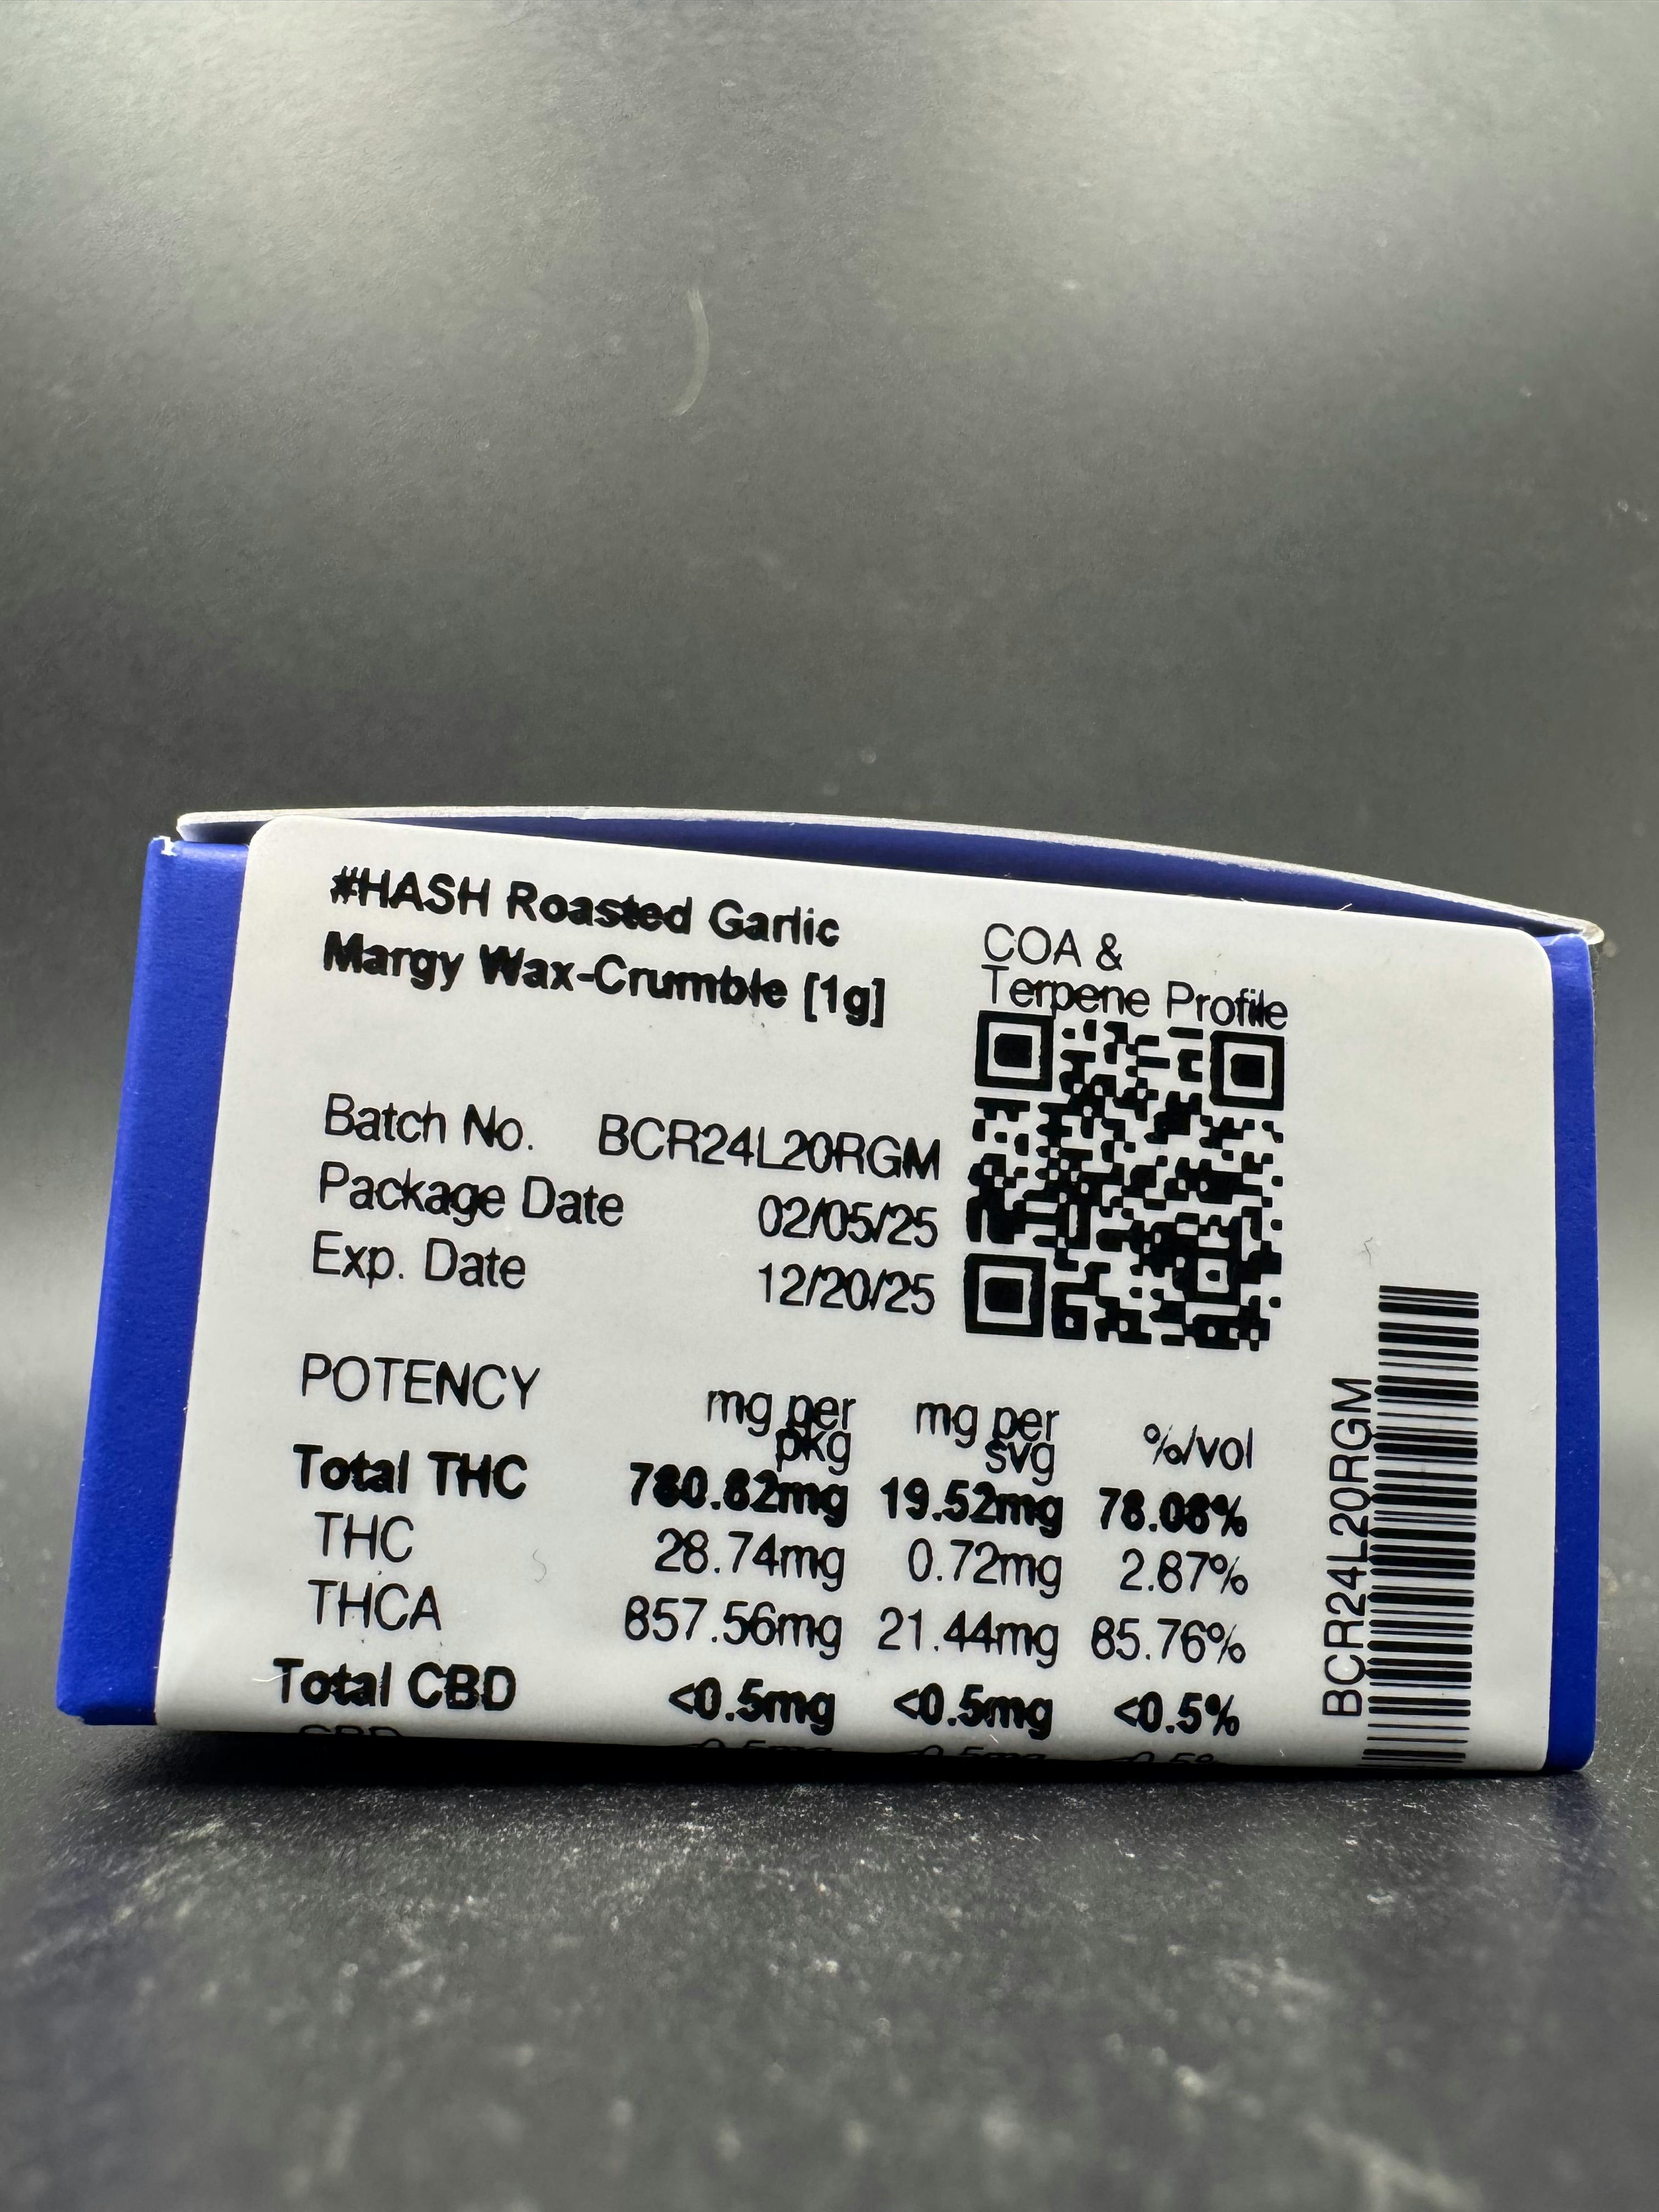 #HASH Roasted Garlic
Margy Wax-Crumble [1g]
COA &
Terpene Profile
Batch No. BCR24L20RGM
Package Date 02/05/25
Exp. Date 12/20/25
POTENCY mg per pkg mg per svg %/vol
Total THC 780.82mg 19.52mg 78.08%
THC 28.74mg 0.72mg 2.87%
THCA 857.56mg 21.44mg 85.76%
Total CBD <0.5mg <0.5mg <0.5%
BCR24L20RGM